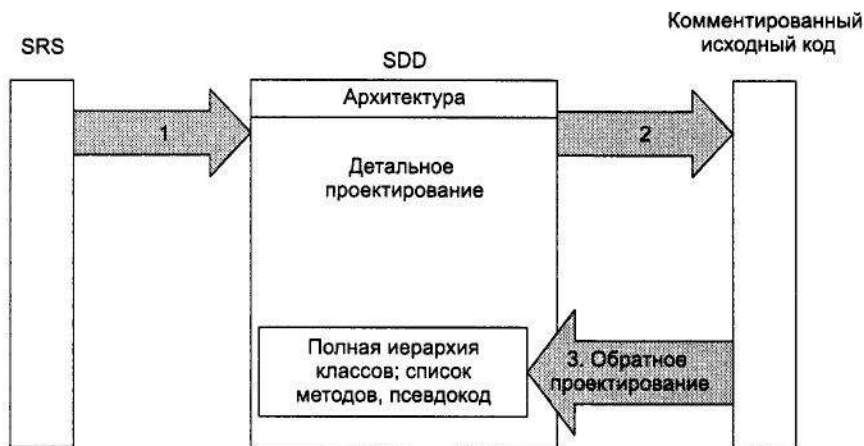 SRS
SDD
Комментированный
исходный код
Архитектура
1
2
Детальное
проектирование
Полная иерархия
классов; список
методов, псевдокод
3. Обратное
проектирование